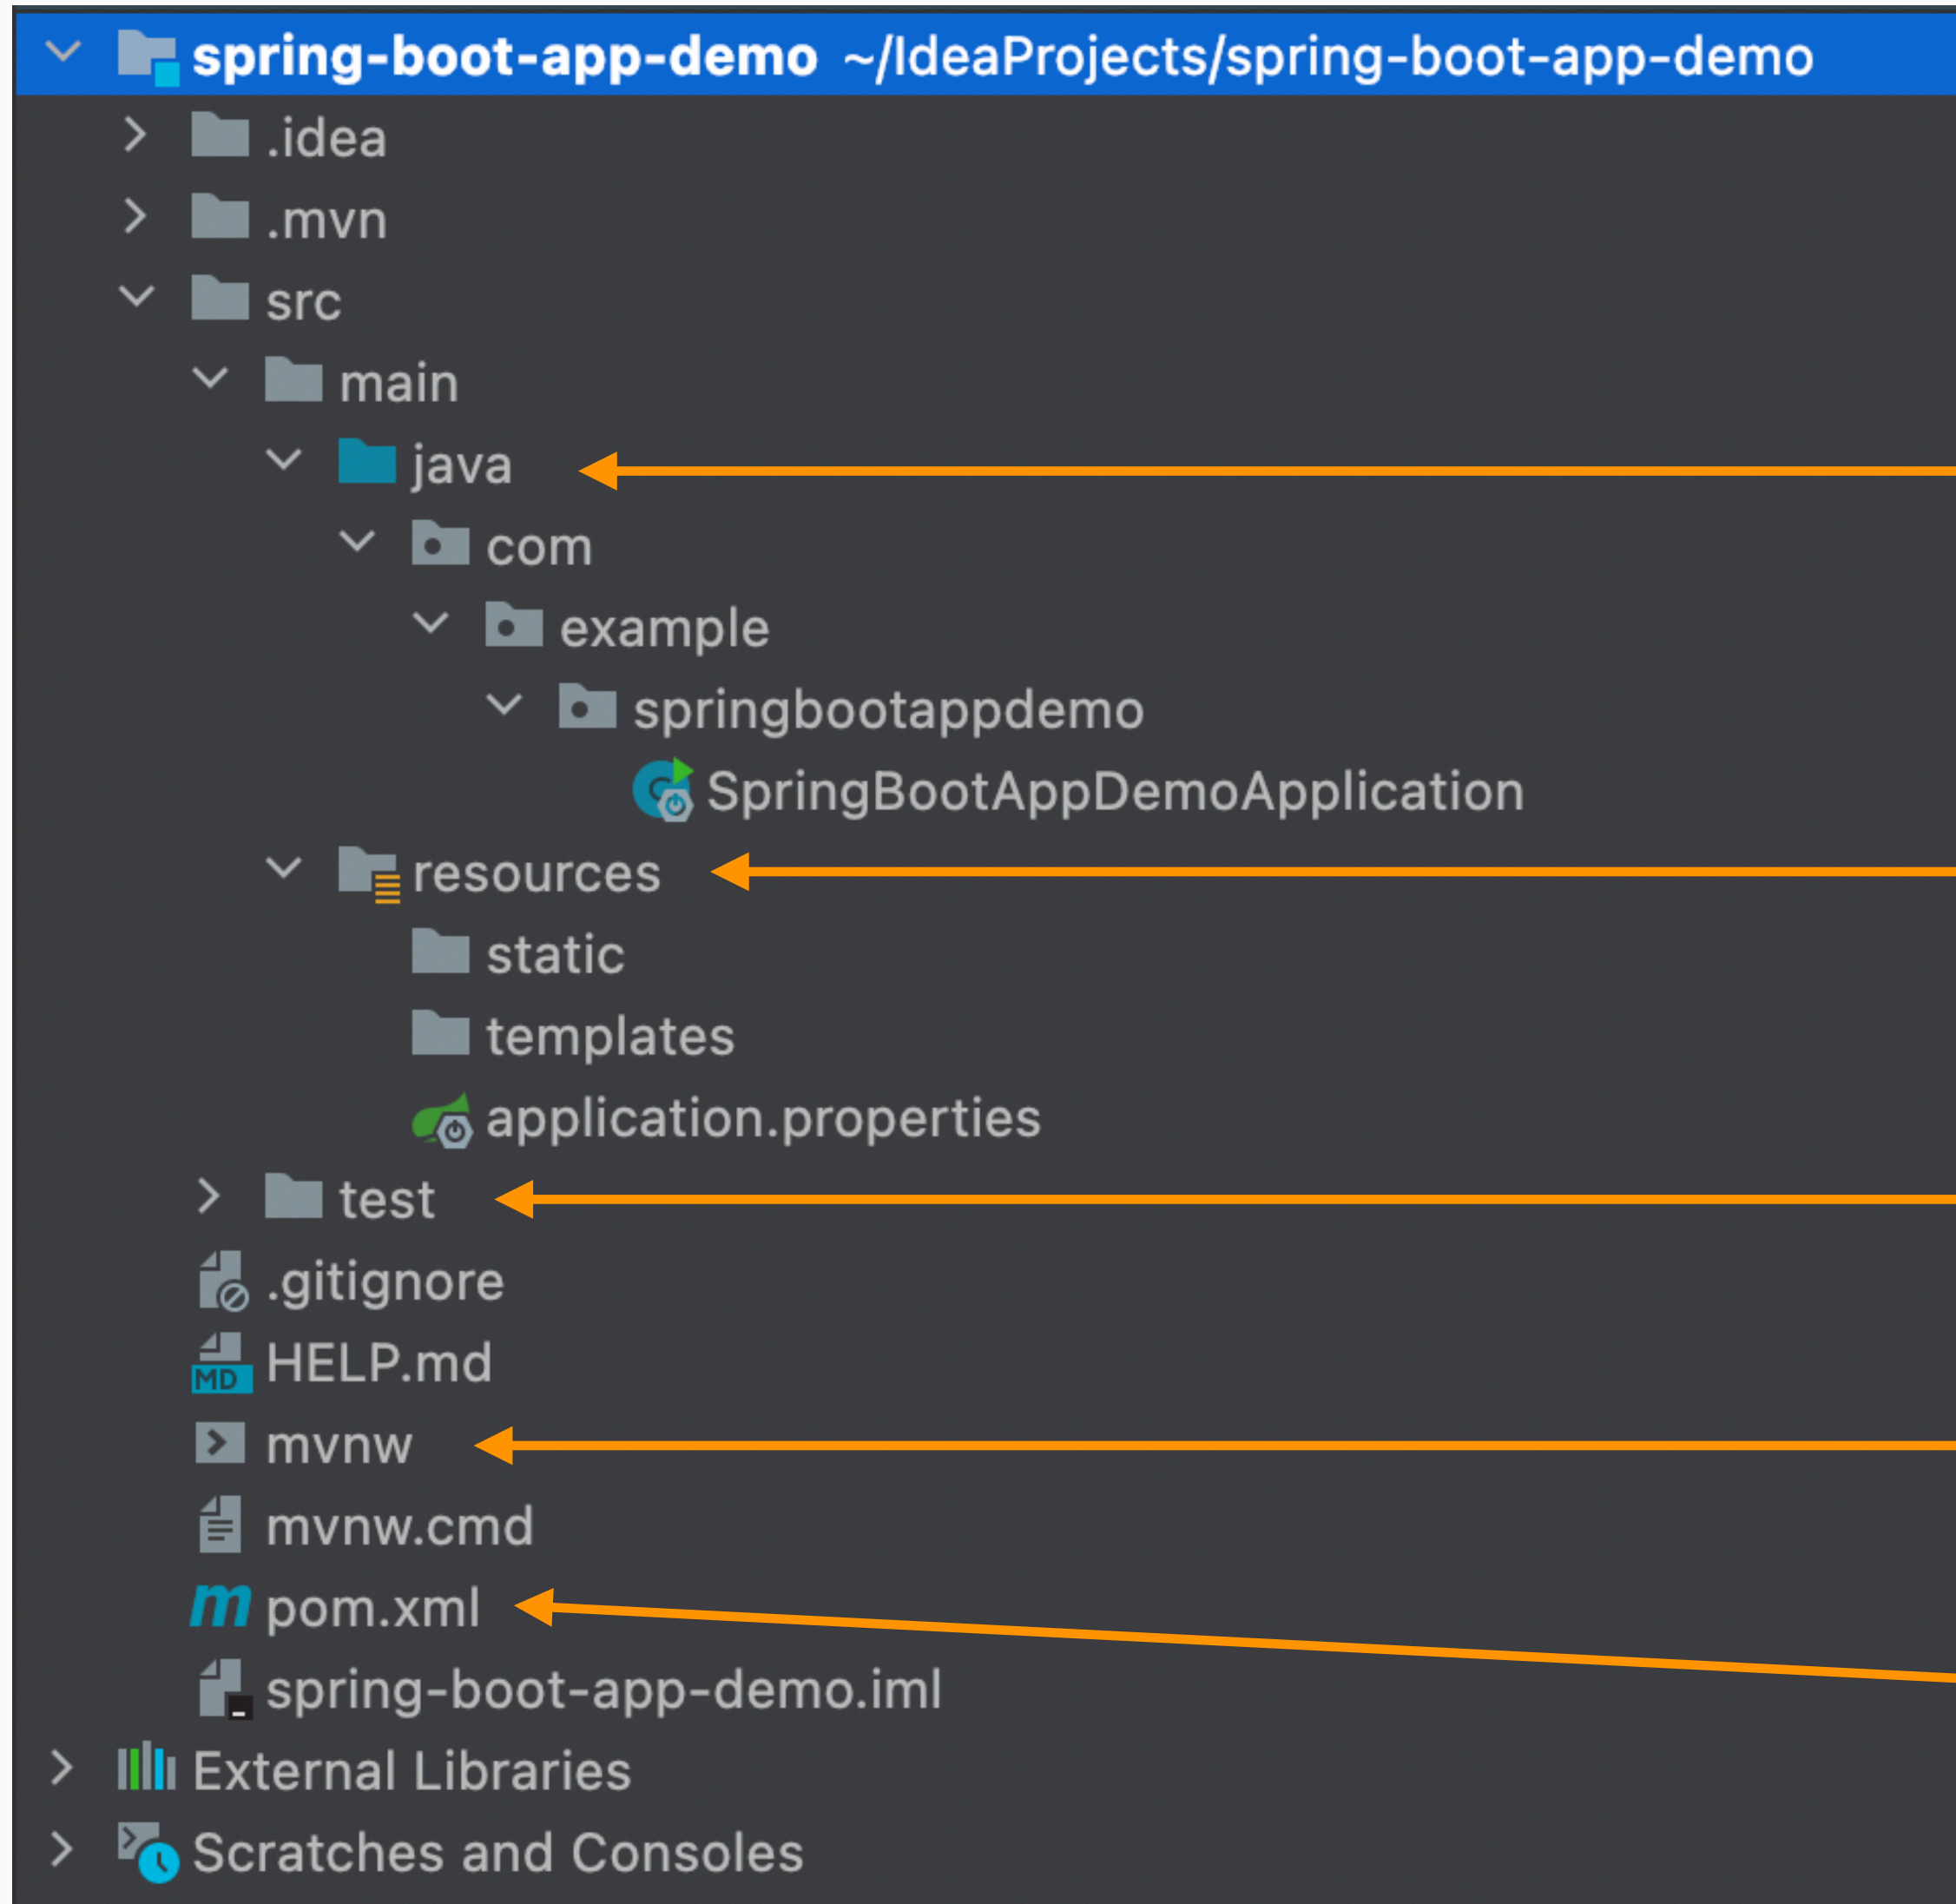 spring-boot-app-demo ~/IdeaProjects/spring-boot-app-demo
.idea
.mvn
src
main
java
com
example
springbootappdemo
SpringBootAppDemoApplication
resources
static
templates
application.properties
test
.gitignore
HELP.md
mvnw
mvnw.cmd
pom.xml
spring-boot-app-demo.iml
External Libraries
Scratches and Consoles